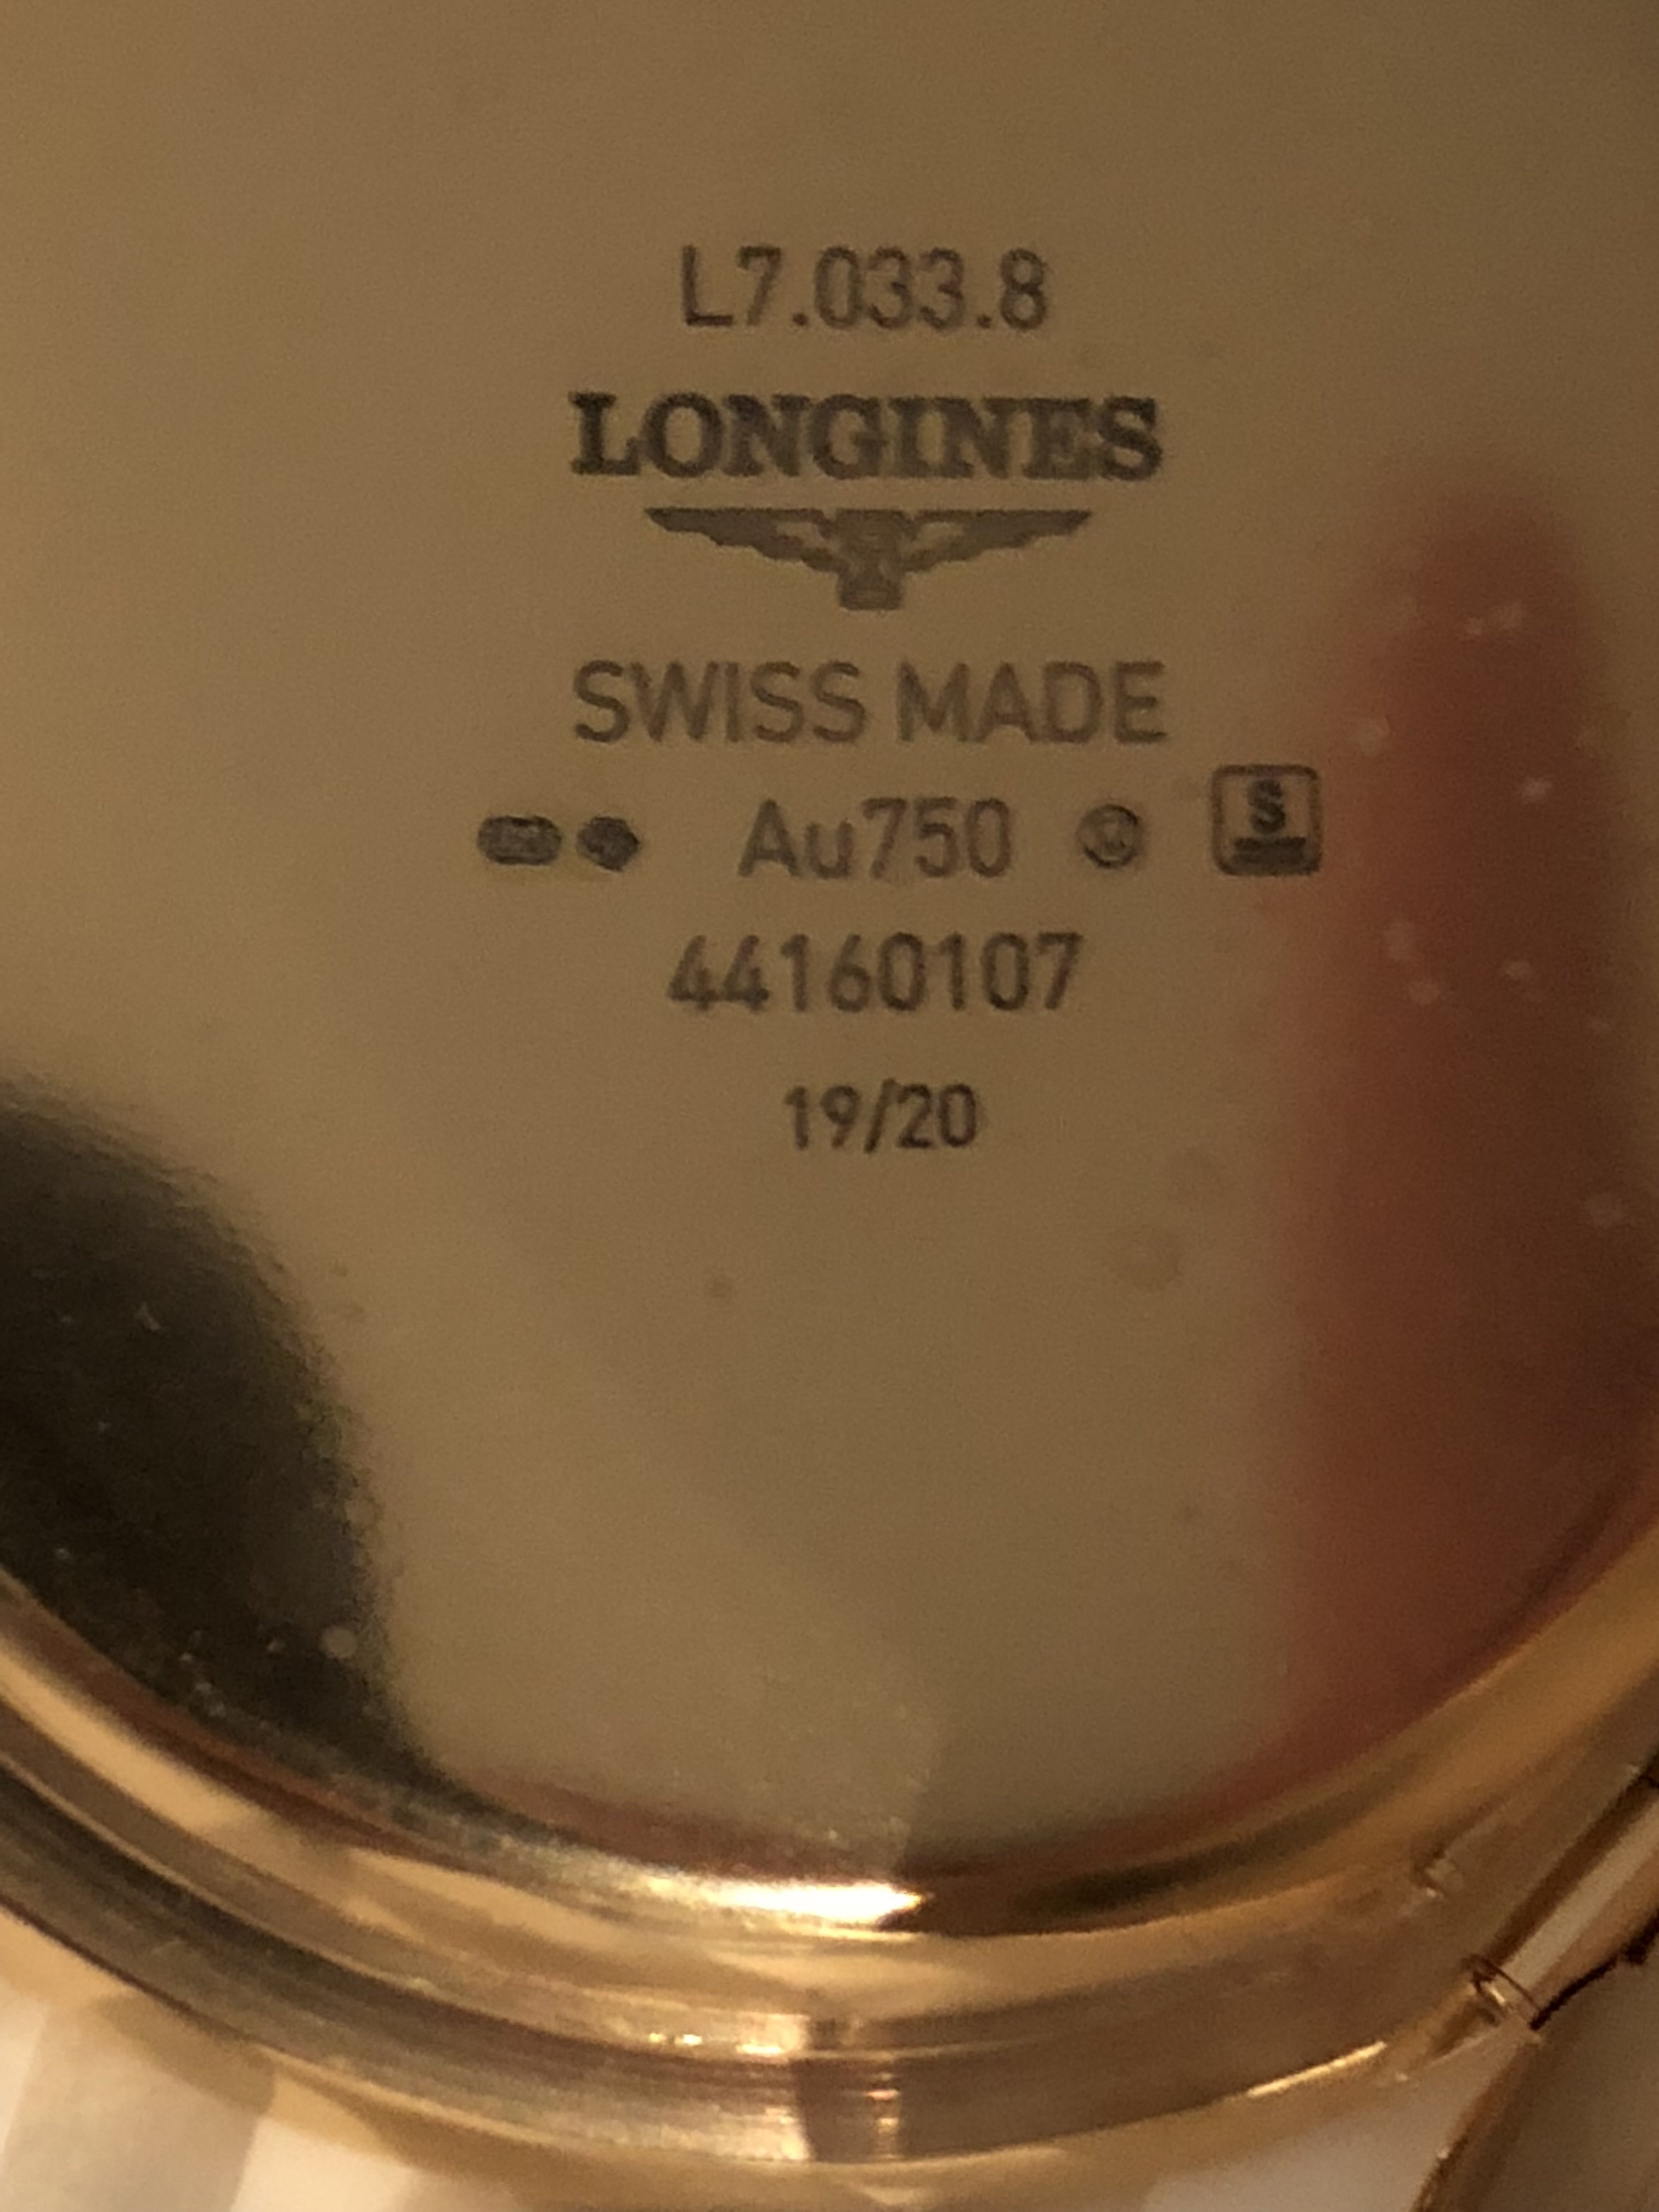 L7.033.8
LONGINES
SWISS MADE
Au750 S
44160107
19/20